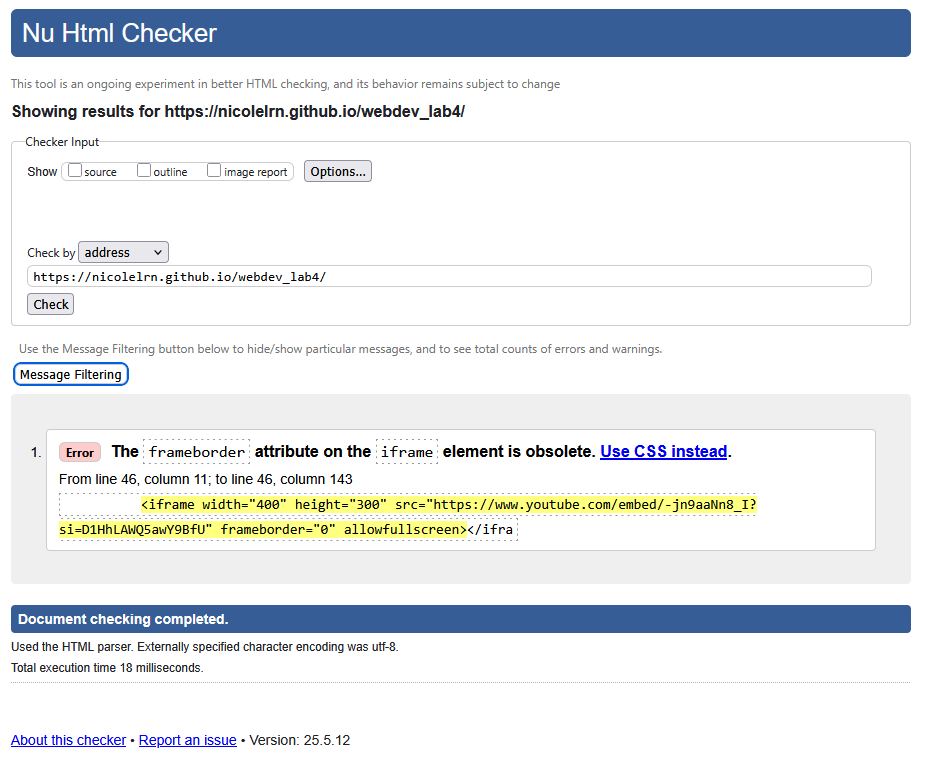 Nu Html Checker
This tool is an ongoing experiment in better HTML checking, and its behavior remains subject to change
Showing results for https://nicolelrn.github.io/webdev_lab4/
Checker Input
Show source outline image report Options...
Check by address
https://nicolelrn.github.io/webdev_lab4/
Check
Use the Message Filtering button below to hide/show particular messages, and to see total counts of errors and warnings.
Message Filtering
1. Error The frameborder attribute on the iframe element is obsolete. Use CSS instead.
From line 46, column 11; to line 46, column 143
<iframe width="400" height="300" src="https://www.youtube.com/embed/-jn9aaNn8_I?
si=D1HhLAWQ5awY9BfU" frameborder="0" allowfullscreen></ifra
Document checking completed.
Used the HTML parser. Externally specified character encoding was utf-8.
Total execution time 18 milliseconds.
About this checker • Report an issue • Version: 25.5.12